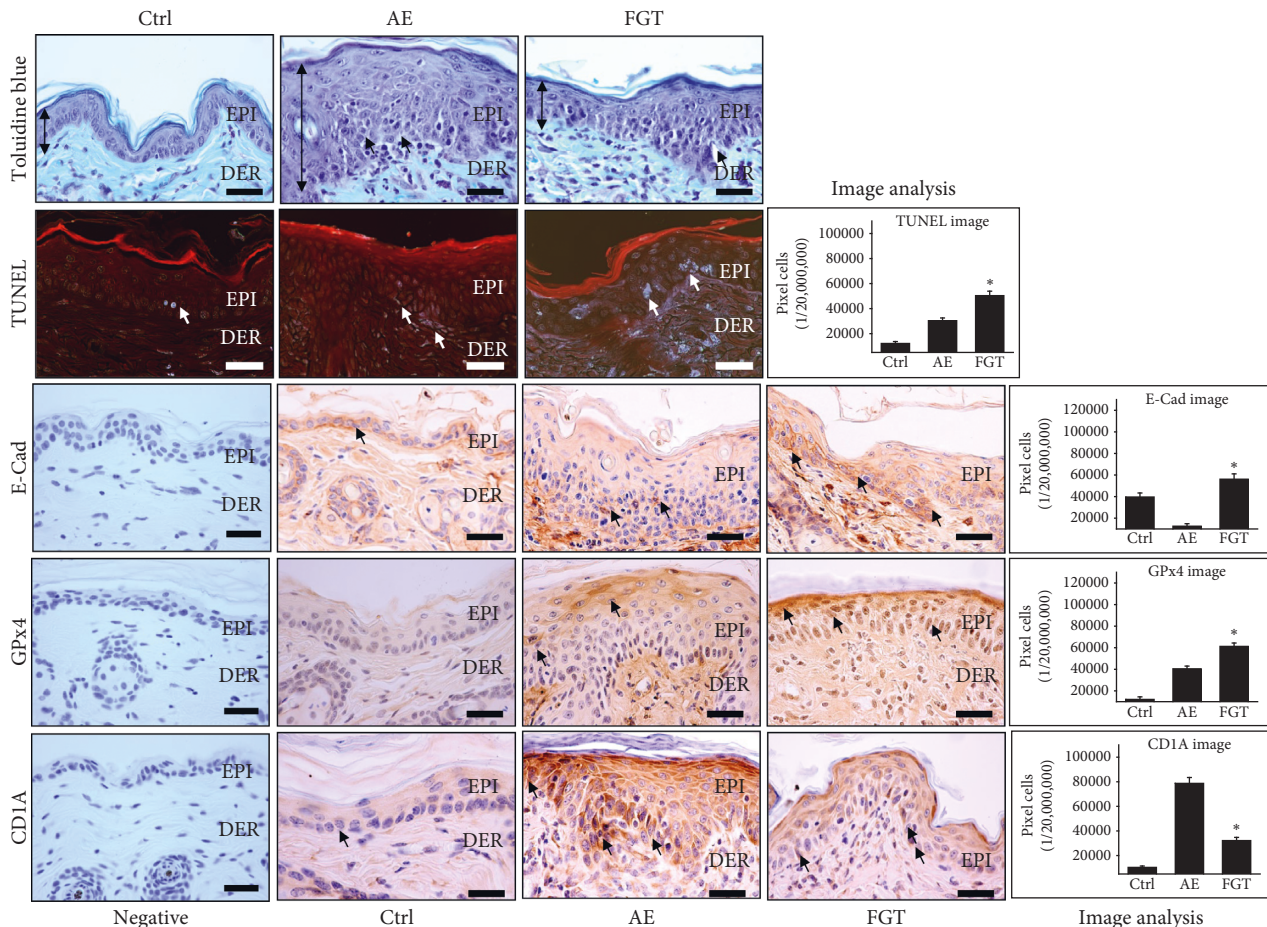 Ctrl
AE
FGT
Toluidine blue
EPI
DER
EPI
DER
EPI
DER
Image analysis
TUNEL
EPI
DER
EPI
DER
EPI
DER
TUNEL image
Pixel cells
(1/20,000,000)
100000
80000
60000
40000
20000
*
Ctrl
AE
FGT
E-Cad
EPI
DER
EPI
DER
EPI
DER
EPI
DER
E-Cad image
Pixel cells
(1/20,000,000)
120000
100000
80000
60000
40000
20000
*
Ctrl
AE
FGT
GPx4
EPI
DER
EPI
DER
EPI
DER
EPI
DER
GPx4 image
Pixel cells
(1/20,000,000)
120000
100000
80000
60000
40000
20000
*
Ctrl
AE
FGT
CD1A
EPI
DER
EPI
DER
EPI
DER
EPI
CD1A image
Pixel cells
(1/20,000,000)
100000
80000
60000
40000
20000
*
Ctrl
AE
FGT
Negative
Ctrl
AE
FGT
Image analysis